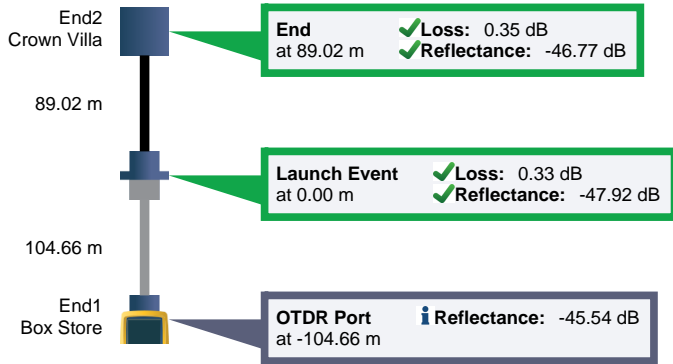 End2
Crown Villa
End
at 89.02 m
Loss: 0.35 dB
Reflectance: -46.77 dB
89.02 m
Launch Event
at 0.00 m
Loss: 0.33 dB
Reflectance: -47.92 dB
104.66 m
End1
Box Store
OTDR Port
at -104.66 m
i Reflectance: -45.54 dB